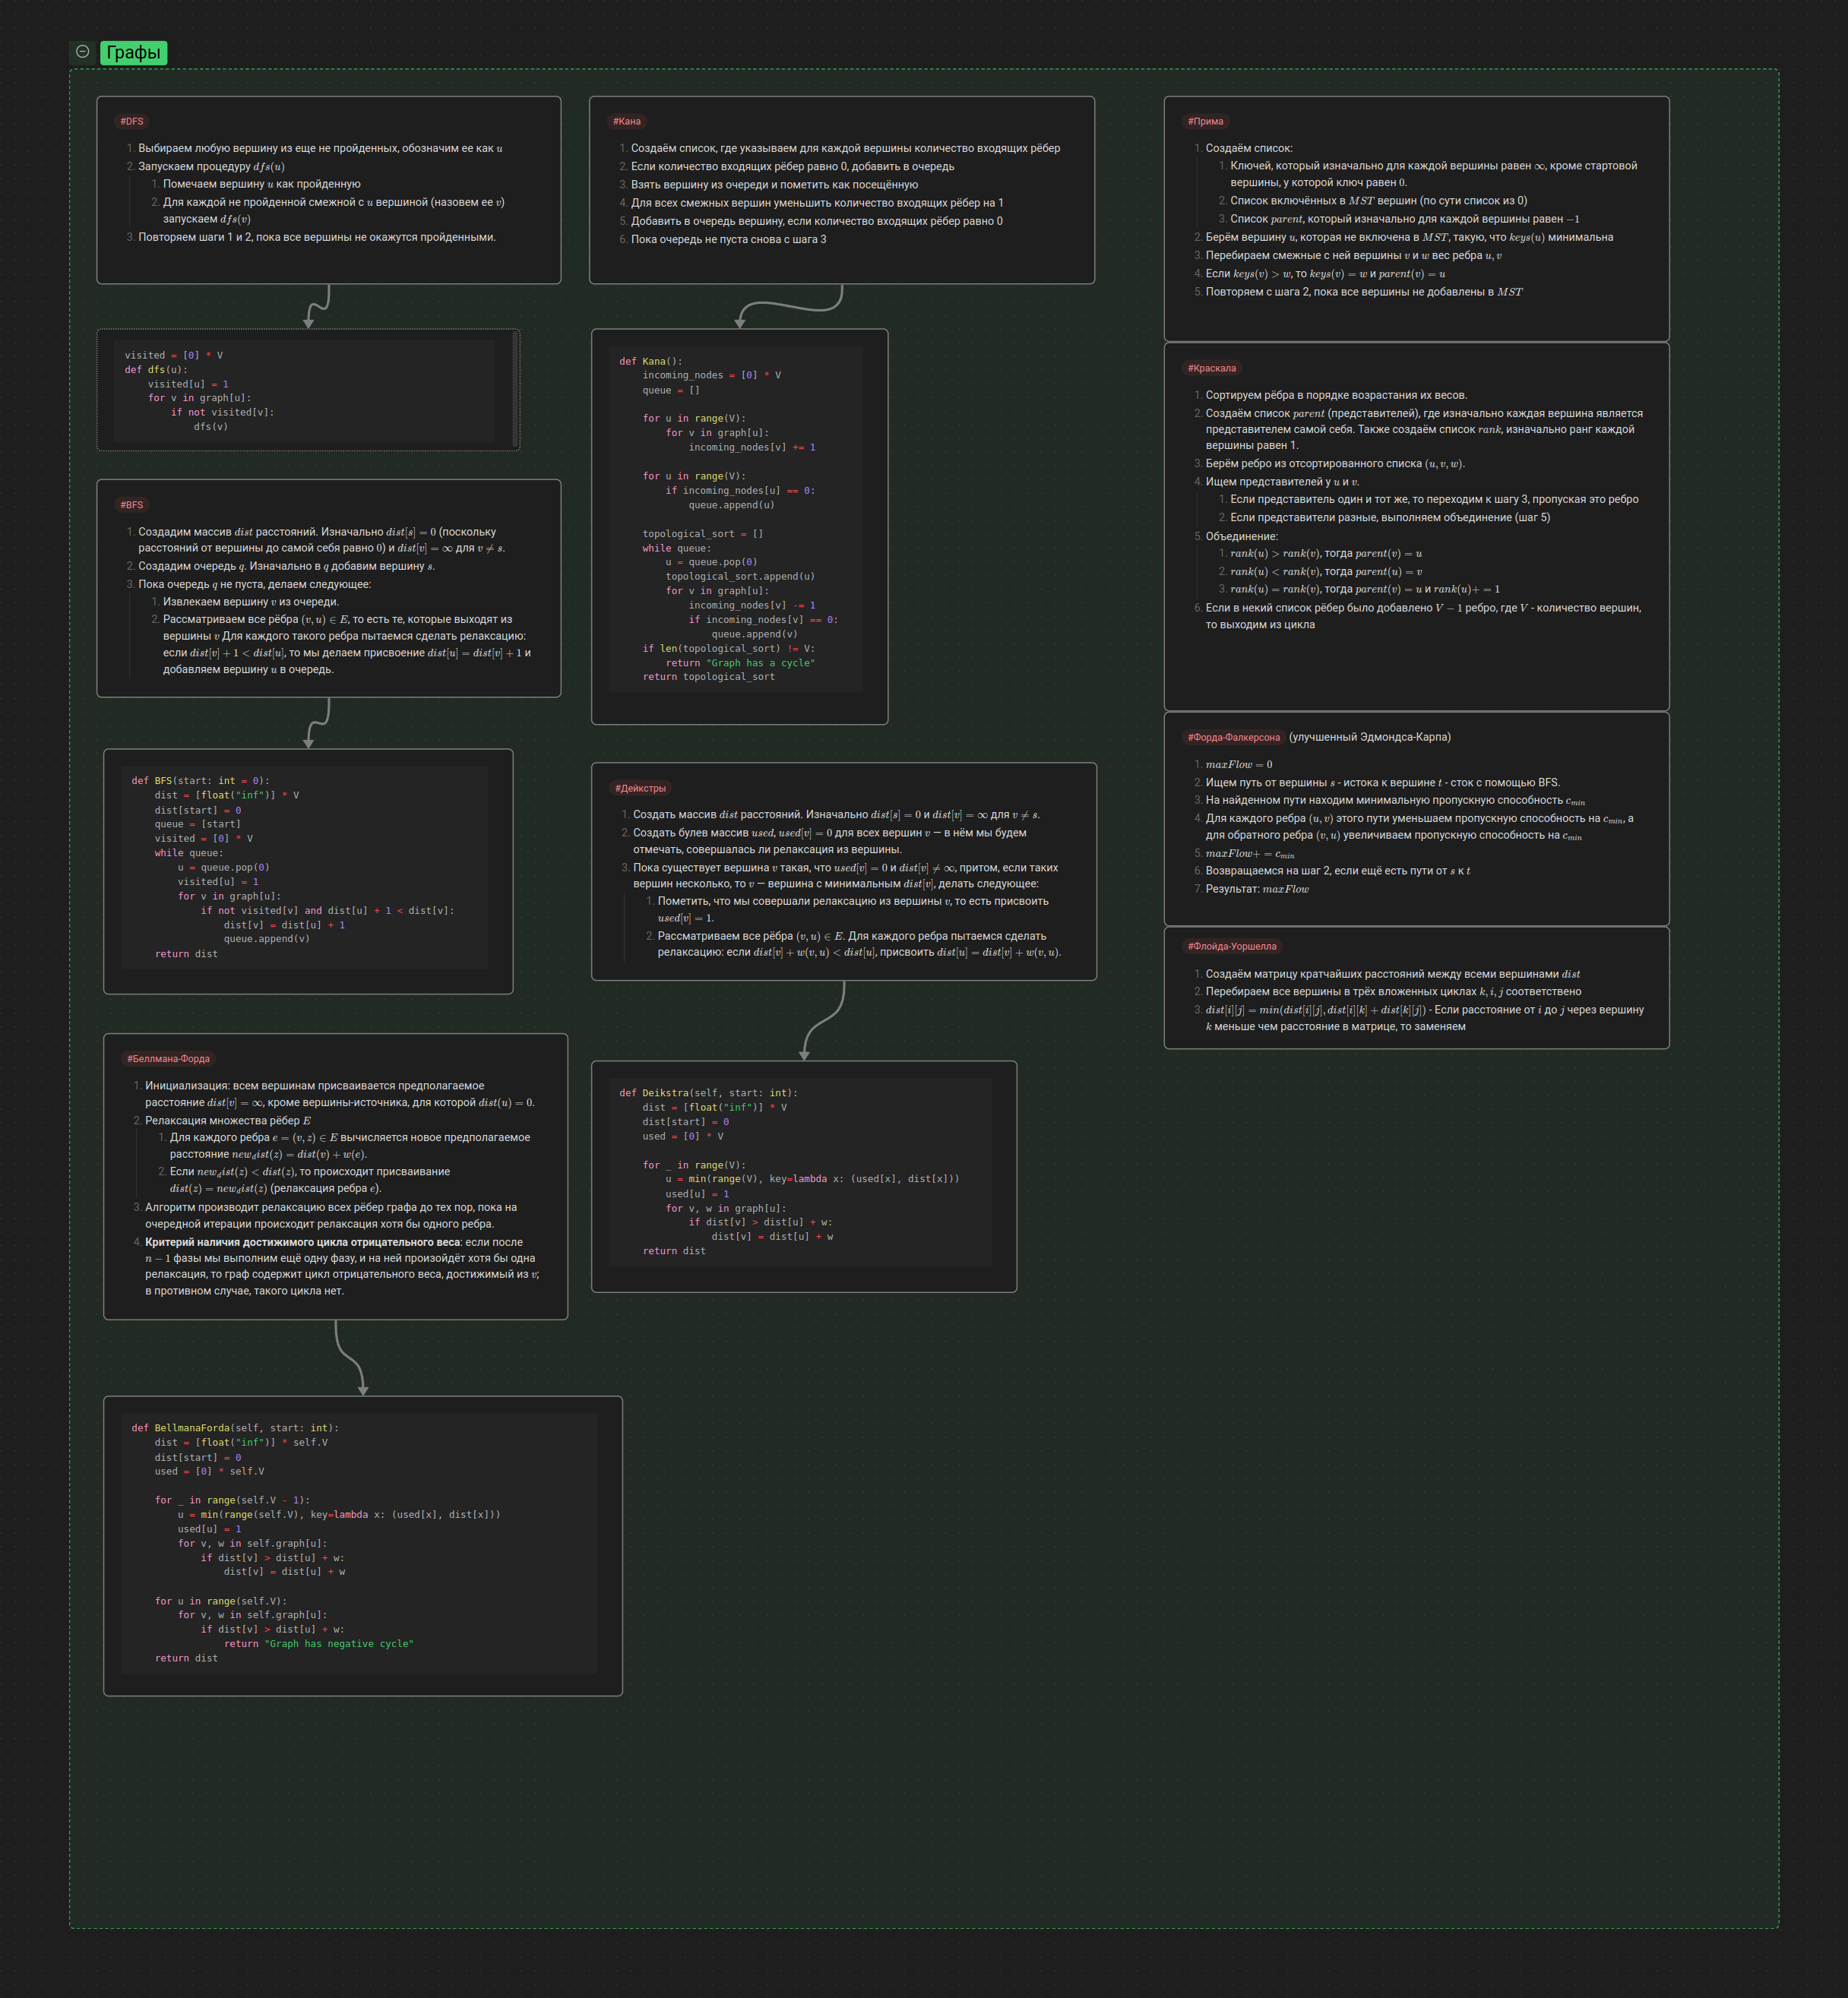 Графы
#DFS
1. Выбираем любую вершину из еще не пройденных, обозначим ее как u
2. Запускаем процедуру dfs(u)
1. Помечаем вершину u как пройденную
2. Для каждой не пройденной смежной с u вершиной (назовем ее v)
запускаем dfs(v)
3. Повторяем шаги 1 и 2, пока все вершины не окажутся пройденными.
visited = [0] * V
def dfs(u):
    visited[u] = 1
    for v in graph[u]:
        if not visited[v]:
            dfs(v)
#BFS
1. Создадим массив dist расстояний. Изначально dist[s] = 0 (поскольку
расстояний от вершины до самой себя равно 0) и dist[v] = ∞ для v ≠ s.
2. Создадим очередь q. Изначально в q добавим вершину s.
3. Пока очередь q не пуста, делаем следующее:
1. Извлекаем вершину v из очереди.
2. Рассматриваем все рёбра (v, u) ∈ E, то есть те, которые выходят из
вершины v Для каждого такого ребра пытаемся сделать релаксацию:
если dist[v] + 1 < dist[u], то мы делаем присвоение dist[u] = dist[v] + 1 и
добавляем вершину u в очередь.
def BFS(start: int = 0):
    dist = [float("inf")] * V
    dist[start] = 0
    queue = [start]
    visited = [0] * V
    while queue:
        u = queue.pop(0)
        visited[u] = 1
        for v in graph[u]:
            if not visited[v] and dist[u] + 1 < dist[v]:
                dist[v] = dist[u] + 1
                queue.append(v)
    return dist
#Беллмана-Форда
1. Инициализация: всем вершинам присваивается предполагаемое
расстояние dist[v] = ∞, кроме вершины-источника, для которой dist(u) = 0.
2. Релаксация множества рёбер E
1. Для каждого ребра e = (v, z) ∈ E вычисляется новое предполагаемое
расстояние new_dist(z) = dist(v) + w(e).
2. Если new_dist(z) < dist(z), то происходит присваивание
dist(z) = new_dist(z) (релаксация ребра e).
3. Алгоритм производит релаксацию всех рёбер графа до тех пор, пока на
очередной итерации происходит релаксация хотя бы одного ребра.
4. Критерий наличия достижимого цикла отрицательного веса: если после
n − 1 фазы мы выполним ещё одну фазу, и на ней произойдёт хотя бы одна
релаксация, то граф содержит цикл отрицательного веса, достижимый из v;
в противном случае, такого цикла нет.
def BellmanaForda(self, start: int):
    dist = [float("inf")] * self.V
    dist[start] = 0
    used = [0] * self.V
    for _ in range(self.V - 1):
        u = min(range(self.V), key=lambda x: (used[x], dist[x]))
        used[u] = 1
        for v, w in self.graph[u]:
            if dist[v] > dist[u] + w:
                dist[v] = dist[u] + w
    for u in range(self.V):
        for v, w in self.graph[u]:
            if dist[v] > dist[u] + w:
                return "Graph has negative cycle"
    return dist
#Кана
1. Создаём список, где указываем для каждой вершины количество входящих рёбер
2. Если количество входящих рёбер равно 0, добавить в очередь
3. Взять вершину из очереди и пометить как посещённую
4. Для всех смежных вершин уменьшить количество входящих рёбер на 1
5. Добавить в очередь вершину, если количество входящих рёбер равно 0
6. Пока очередь не пуста снова с шага 3
def Kana():
    incoming_nodes = [0] * V
    queue = []
    for u in range(V):
        for v in graph[u]:
            incoming_nodes[v] += 1
    for u in range(V):
        if incoming_nodes[u] == 0:
            queue.append(u)
    topological_sort = []
    while queue:
        u = queue.pop(0)
        topological_sort.append(u)
        for v in graph[u]:
            incoming_nodes[v] -= 1
            if incoming_nodes[v] == 0:
                queue.append(v)
    if len(topological_sort) != V:
        return "Graph has a cycle"
    return topological_sort
#Дейкстры
1. Создать массив dist расстояний. Изначально dist[s] = 0 и dist[v] = ∞ для v ≠ s.
2. Создать булев массив used, used[v] = 0 для всех вершин v — в нём мы будем
отмечать, совершалась ли релаксация из вершины.
3. Пока существует вершина v такая, что used[v] = 0 и dist[v] ≠ ∞, притом, если таких
вершин несколько, то v — вершина с минимальным dist[v], делать следующее:
1. Пометить, что мы совершали релаксацию из вершины v, то есть присвоить
used[v] = 1.
2. Рассматриваем все рёбра (v, u) ∈ E. Для каждого ребра пытаемся сделать
релаксацию: если dist[v] + w(v, u) < dist[u], присвоить dist[u] = dist[v] + w(v, u).
def Deikstra(self, start: int):
    dist = [float("inf")] * V
    dist[start] = 0
    used = [0] * V
    for _ in range(V):
        u = min(range(V), key=lambda x: (used[x], dist[x]))
        used[u] = 1
        for v, w in graph[u]:
            if dist[v] > dist[u] + w:
                dist[v] = dist[u] + w
    return dist
#Прима
1. Создаём список:
1. Ключей, который изначально для каждой вершины равен ∞, кроме стартовой
вершины, у которой ключ равен 0.
2. Список включённых в MST вершин (по сути список из 0)
3. Список parent, который изначально для каждой вершины равен −1
2. Берём вершину u, которая не включена в MST, такую, что keys(u) минимальна
3. Перебираем смежные с ней вершины v и w вес ребра u, v
4. Если keys(v) > w, то keys(v) = w и parent(v) = u
5. Повторяем с шага 2, пока все вершины не добавлены в MST
#Краскала
1. Сортируем рёбра в порядке возрастания их весов.
2. Создаём список parent (представителей), где изначально каждая вершина является
представителем самой себя. Также создаём список rank, изначально ранг каждой
вершины равен 1.
3. Берём ребро из отсортированного списка (u, v, w).
4. Ищем представителей у u и v.
1. Если представитель один и тот же, то переходим к шагу 3, пропуская это ребро
2. Если представители разные, выполняем объединение (шаг 5)
5. Объединение:
1. rank(u) > rank(v), тогда parent(v) = u
2. rank(u) < rank(v), тогда parent(u) = v
3. rank(u) = rank(v), тогда parent(v) = u и rank(u)+ = 1
6. Если в некий список рёбер было добавлено V − 1 ребро, где V - количество вершин,
то выходим из цикла
#Форда-Фалкерсона (улучшенный Эдмондса-Карпа)
1. maxFlow = 0
2. Ищем путь от вершины s - истока к вершине t - сток с помощью BFS.
3. На найденном пути находим минимальную пропускную способность c_min
4. Для каждого ребра (u, v) этого пути уменьшаем пропускную способность на c_min, а
для обратного ребра (v, u) увеличиваем пропускную способность на c_min
5. maxFlow+ = c_min
6. Возвращаемся на шаг 2, если ещё есть пути от s к t
7. Результат: maxFlow
#Флойда-Уоршелла
1. Создаём матрицу кратчайших расстояний между всеми вершинами dist
2. Перебираем все вершины в трёх вложенных циклах k, i, j соответствено
3. dist[i][j] = min(dist[i][j], dist[i][k] + dist[k][j]) - Если расстояние от i до j через вершину
k меньше чем расстояние в матрице, то заменяем